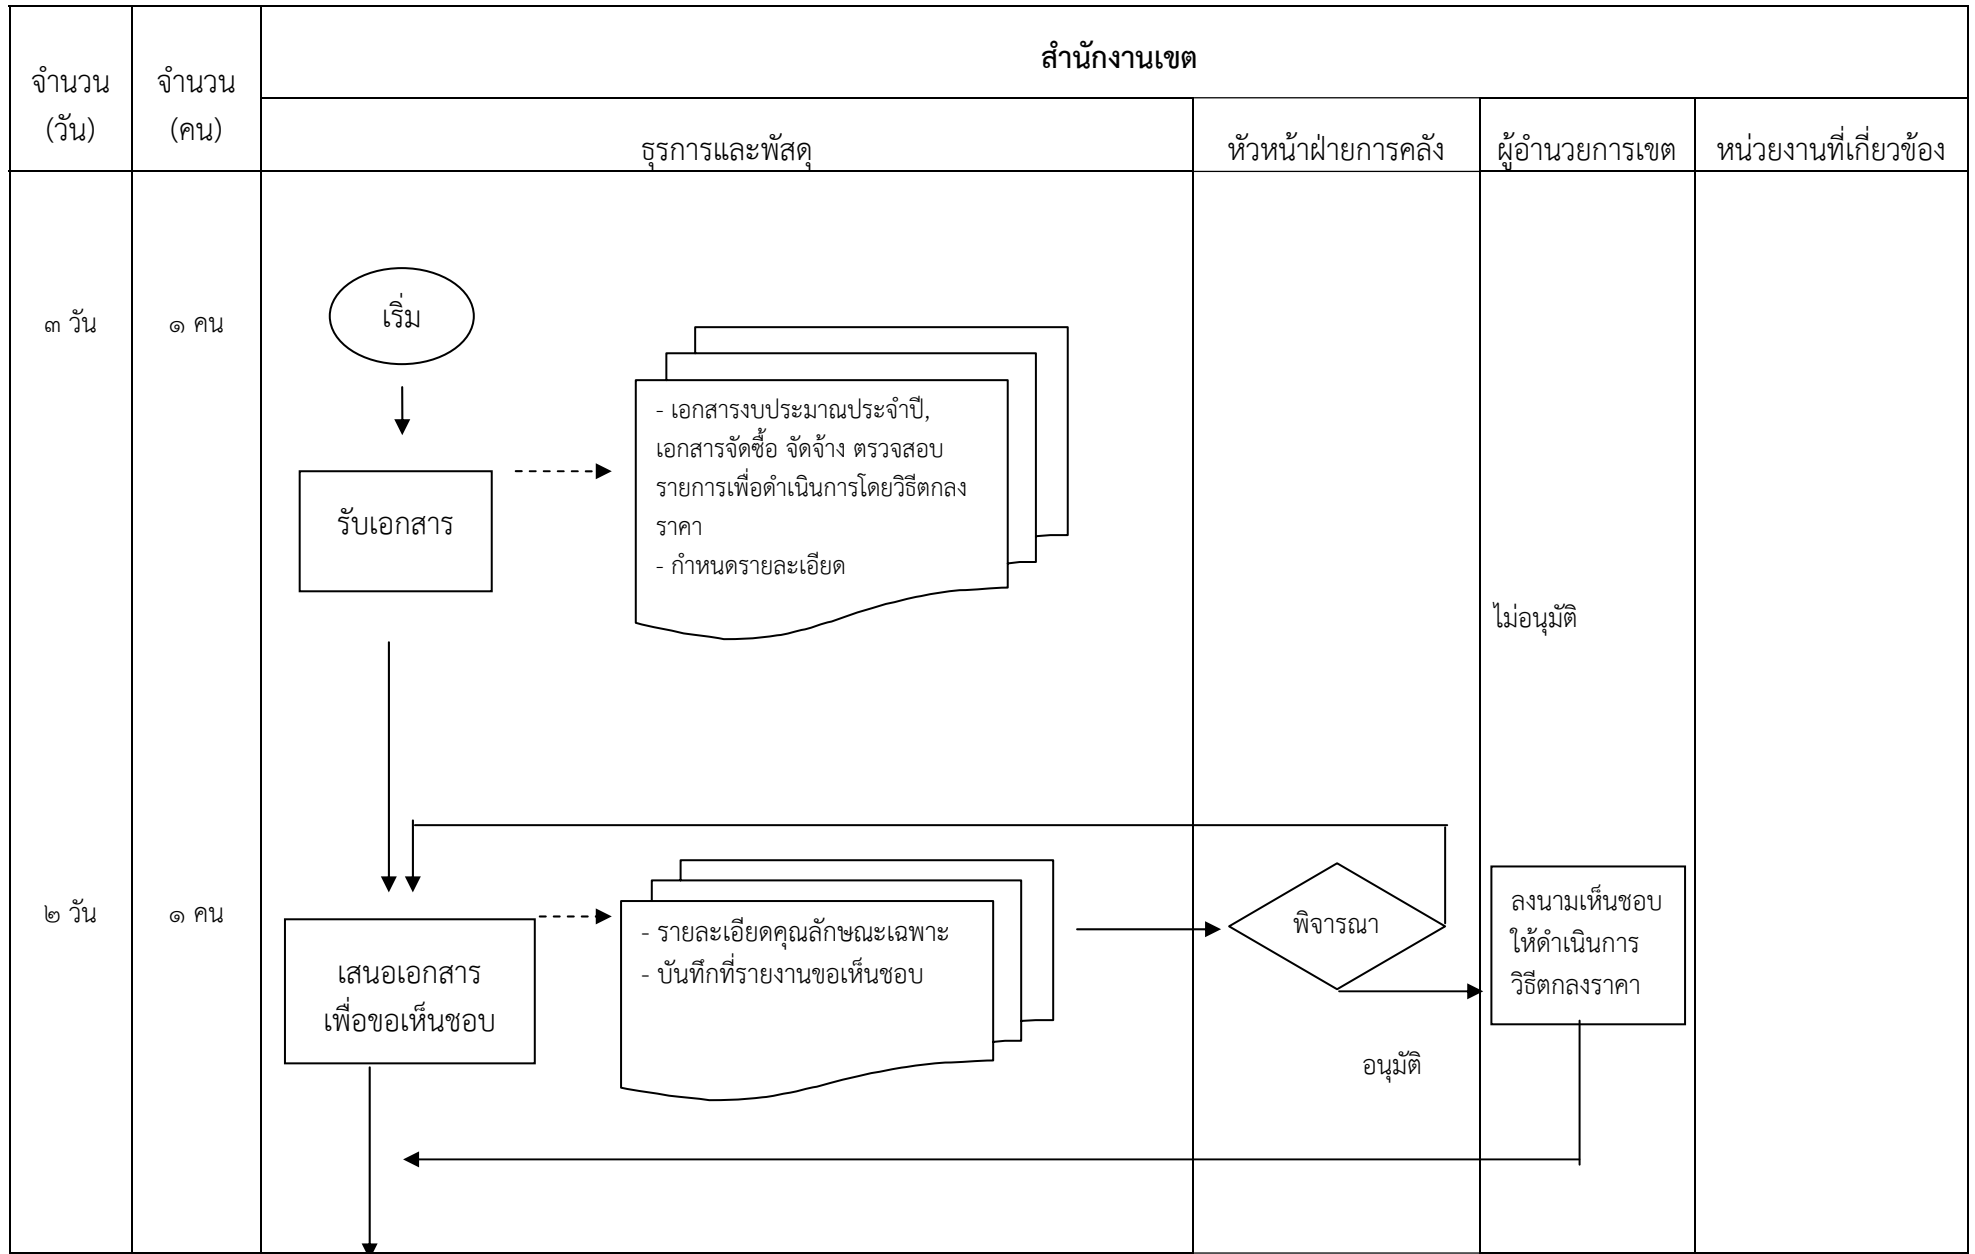 จำนวน
(วัน)
จำนวน
(คน)
สำนักงานเขต
ธุรการและพัสดุ
หัวหน้าฝ่ายการคลัง
ผู้อำนวยการเขต
หน่วยงานที่เกี่ยวข้อง
๓ วัน
๑ คน
เริ่ม
รับเอกสาร
- เอกสารงบประมาณประจำปี,
เอกสารจัดซื้อ จัดจ้าง ตรวจสอบ
รายการเพื่อดำเนินการโดยวิธีตกลง
ราคา
- กำหนดรายละเอียด
ไม่อนุมัติ
๒ วัน
๑ คน
เสนอเอกสาร
เพื่อขอเห็นชอบ
- รายละเอียดคุณลักษณะเฉพาะ
- บันทึกที่รายงานขอเห็นชอบ
พิจารณา
ลงนามเห็นชอบ
ให้ดำเนินการ
วิธีตกลงราคา
อนุมัติ